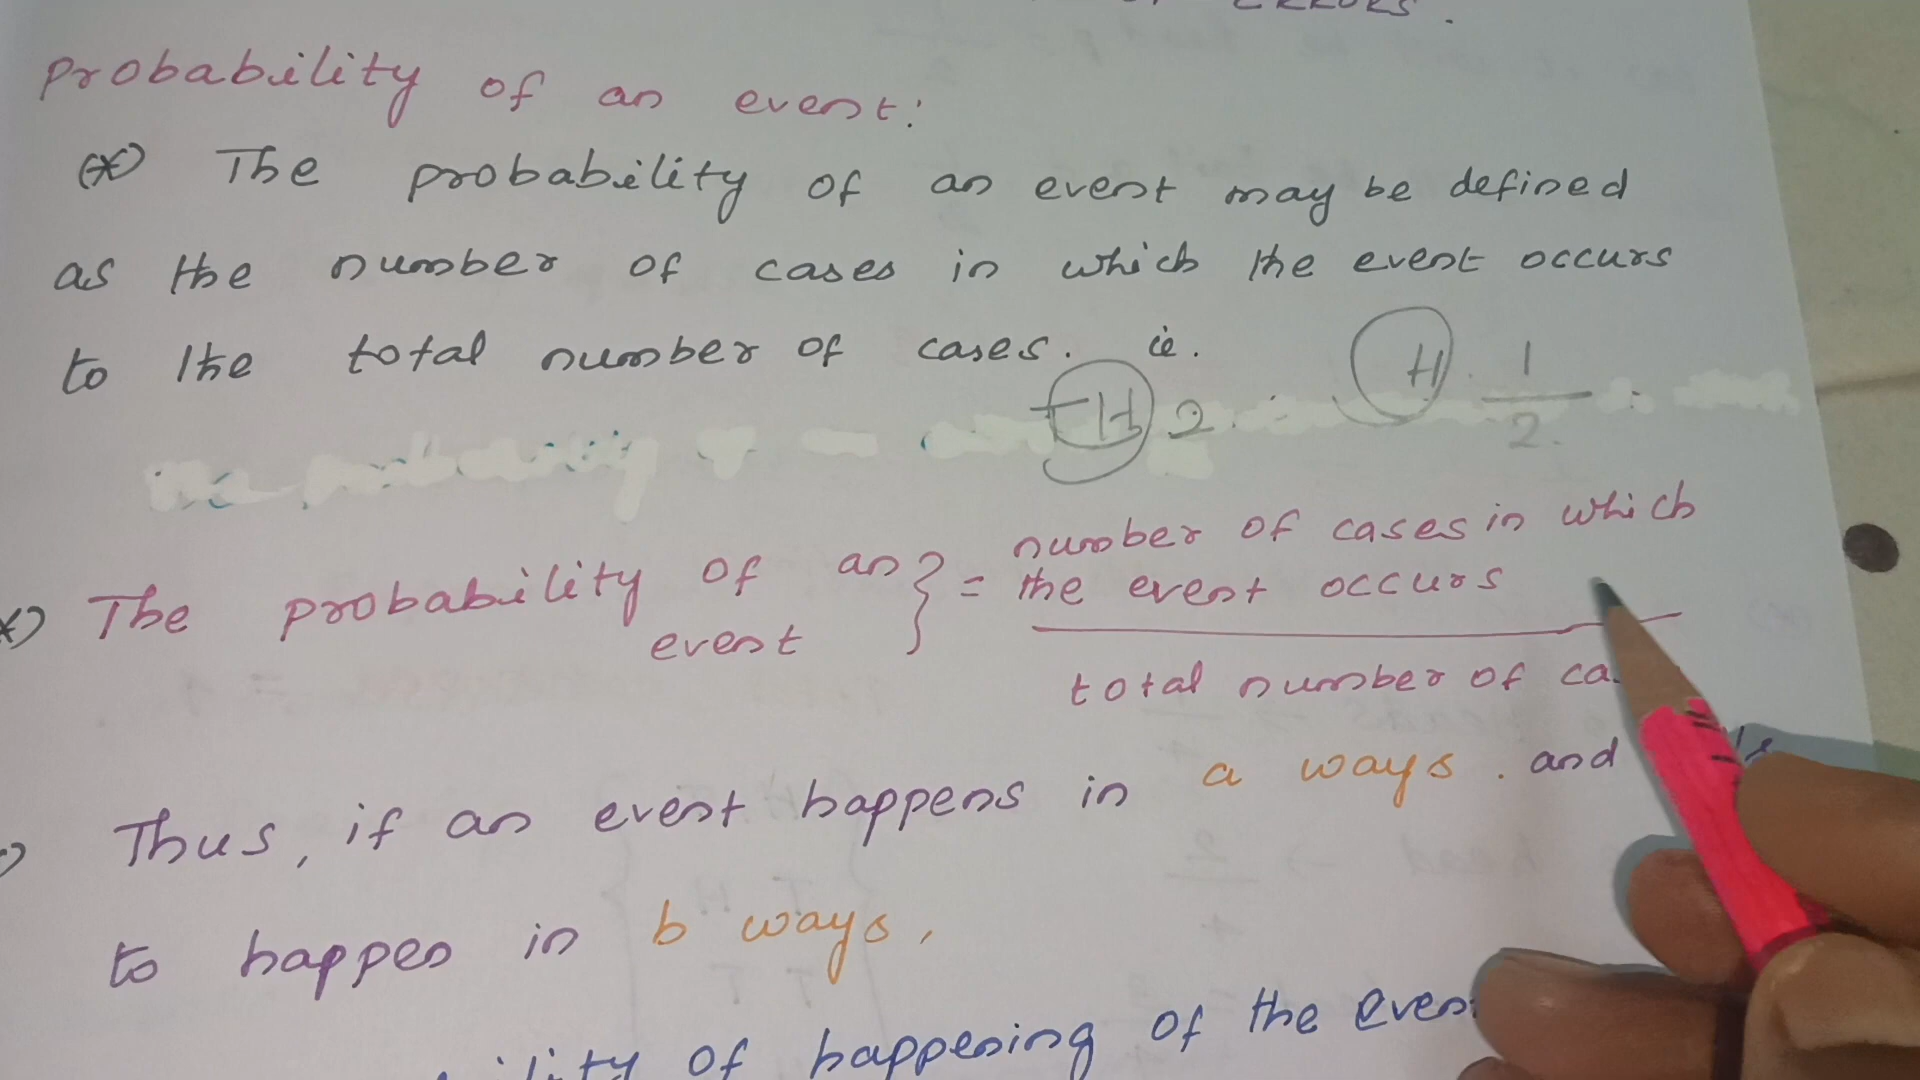 ERRORS.
probability of an event:
(*) The probability of an event may be defined
as the number of cases in which the event occurs
to the total number of cases. ie.
H 1/2
TH 2
The probability of an event } = number of cases in which the event occurs
total number of
Thus, if an event happens in a ways. and
to happen in b ways,
of happening of the